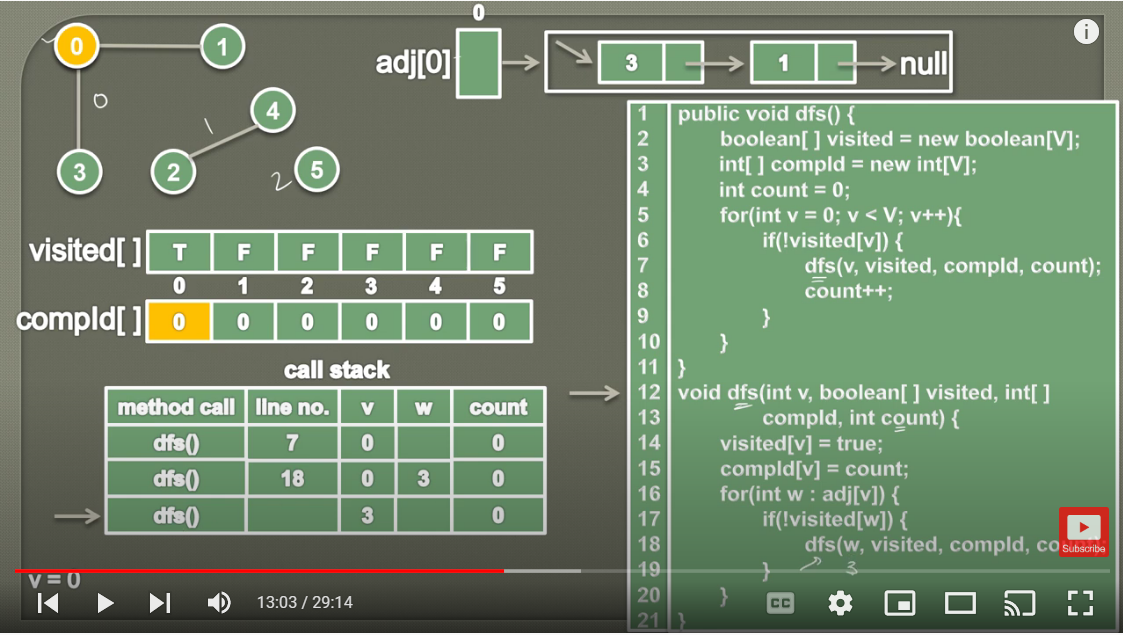 0
0 1
adj[0] 3 1 null
0
4
1
3 2 2 5
visited[ ] T F F F F F
0 1 2 3 4 5
compId[ ] 0 0 0 0 0 0
call stack
method call line no. v w count
dfs() 7 0 0
dfs() 18 0 3 0
dfs() 3 0
v = 0
1 public void dfs() {
2 boolean[ ] visited = new boolean[V];
3 int[ ] compId = new int[V];
4 int count = 0;
5 for(int v = 0; v < V; v++){
6 if(!visited[v]) {
7 dfs(v, visited, compId, count);
8 count++;
9 }
10 }
11 }
12 void dfs(int v, boolean[ ] visited, int[ ]
13 compId, int count) {
14 visited[v] = true;
15 compId[v] = count;
16 for(int w : adj[v]) {
17 if(!visited[w]) {
18 dfs(w, visited, compId, co
19 } 3
20 }
21 }
Subscribe
13:03 / 29:14
CC
i